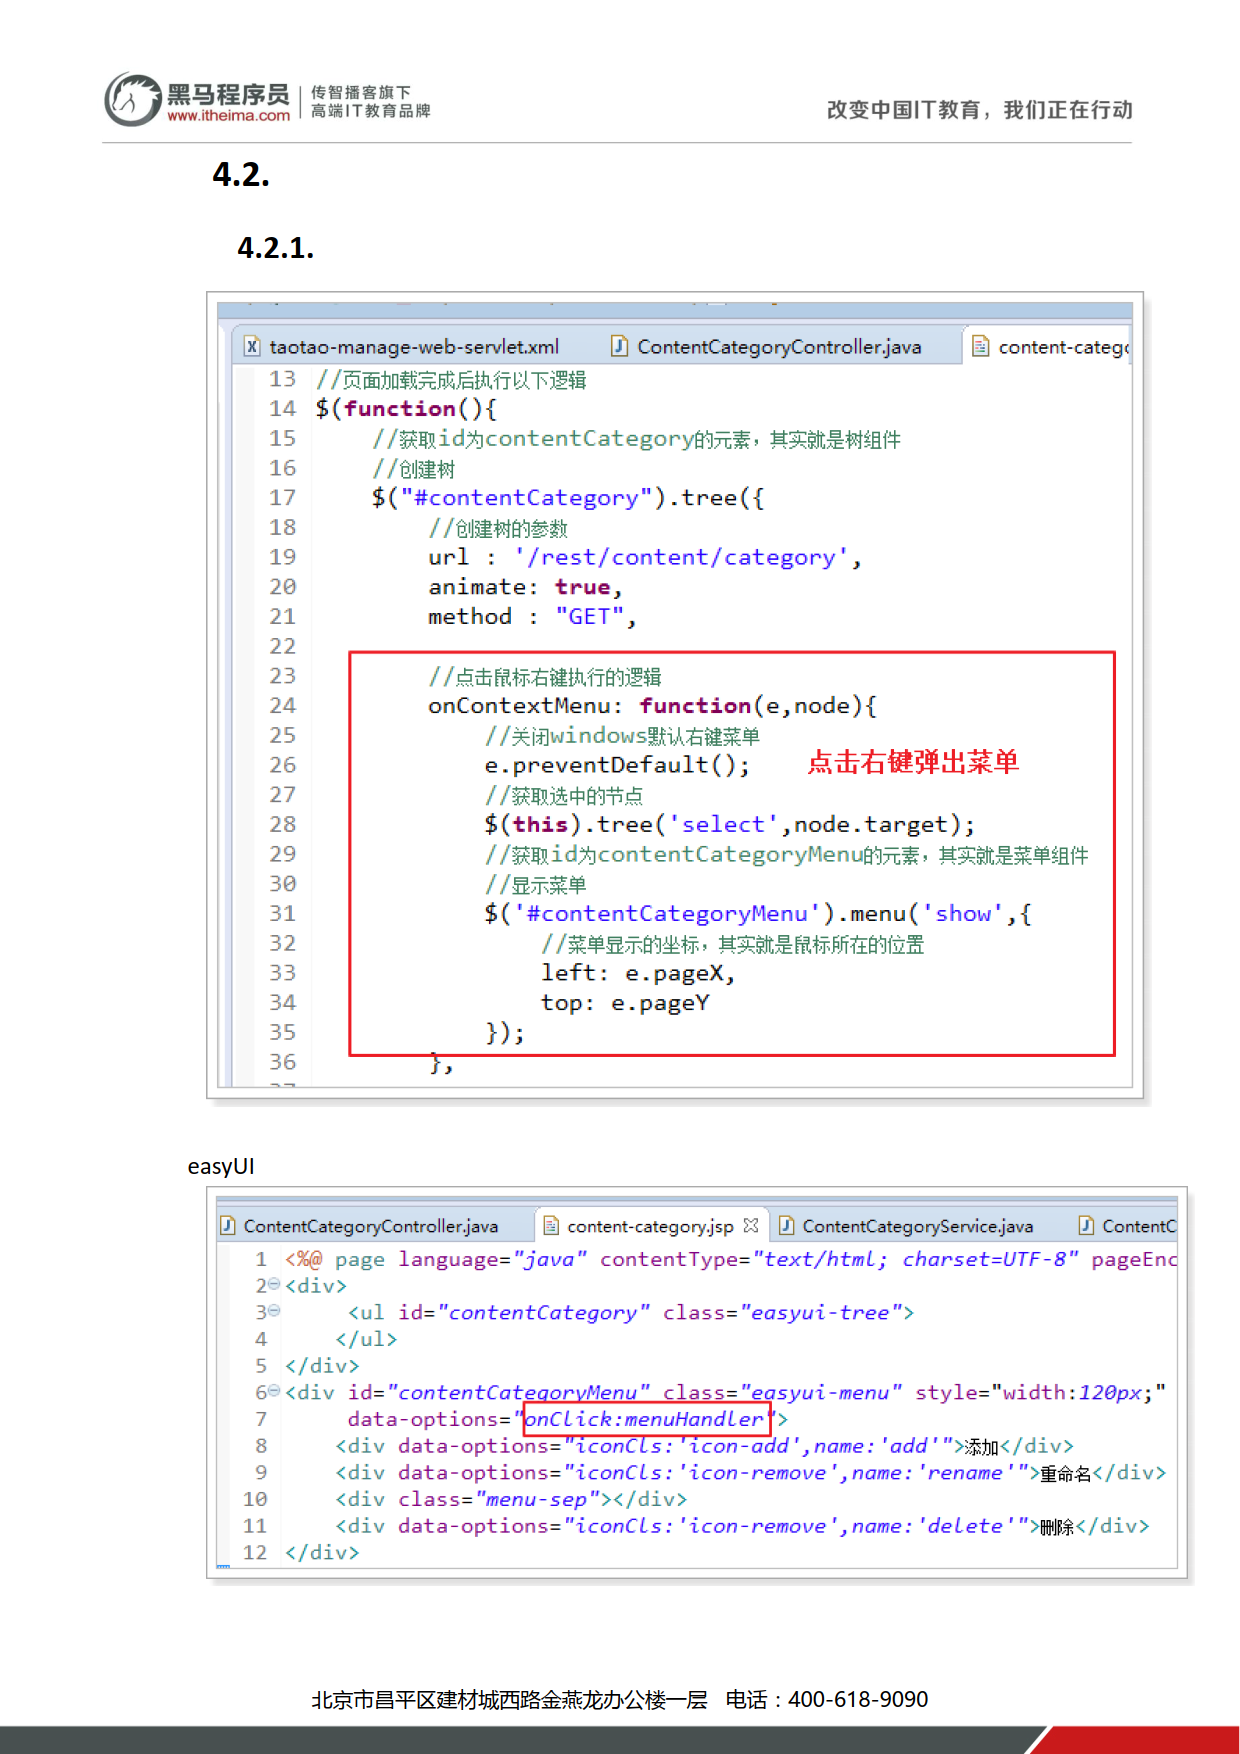 黑马程序员
www.itheima.com
传智播客旗下
高端IT教育品牌
改变中国IT教育，我们正在行动
4.2.
4.2.1.
taotao-manage-web-servlet.xml ContentCategoryController.java content-catego
13 //页面加载完成后执行以下逻辑
14 $(function(){
15 //获取id为contentCategory的元素，其实就是树组件
16 //创建树
17 $("#contentCategory").tree({
18 //创建树的参数
19 url : '/rest/content/category',
20 animate: true,
21 method : "GET",
22
23 //点击鼠标右键执行的逻辑
24 onContextMenu: function(e,node){
25 //关闭windows默认右键菜单
26 e.preventDefault(); 点击右键弹出菜单
27 //获取选中的节点
28 $(this).tree('select',node.target);
29 //获取id为contentCategoryMenu的元素，其实就是菜单组件
30 //显示菜单
31 $('#contentCategoryMenu').menu('show',{
32 //菜单显示的坐标，其实就是鼠标所在的位置
33 left: e.pageX,
34 top: e.pageY
35 });
36 },
easyUI
ContentCategoryController.java content-category.jsp ContentCategoryService.java ContentC
1 <%@ page language="java" contentType="text/html; charset=UTF-8" pageEnc
2 <div>
3 <ul id="contentCategory" class="easyui-tree">
4 </ul>
5 </div>
6 <div id="contentCategoryMenu" class="easyui-menu" style="width:120px;"
7 data-options="onClick:menuHandler">
8 <div data-options="iconCls:'icon-add',name:'add'">添加</div>
9 <div data-options="iconCls:'icon-remove',name:'rename'">重命名</div>
10 <div class="menu-sep"></div>
11 <div data-options="iconCls:'icon-remove',name:'delete'">删除</div>
12 </div>
北京市昌平区建材城西路金燕龙办公楼一层 电话：400-618-9090